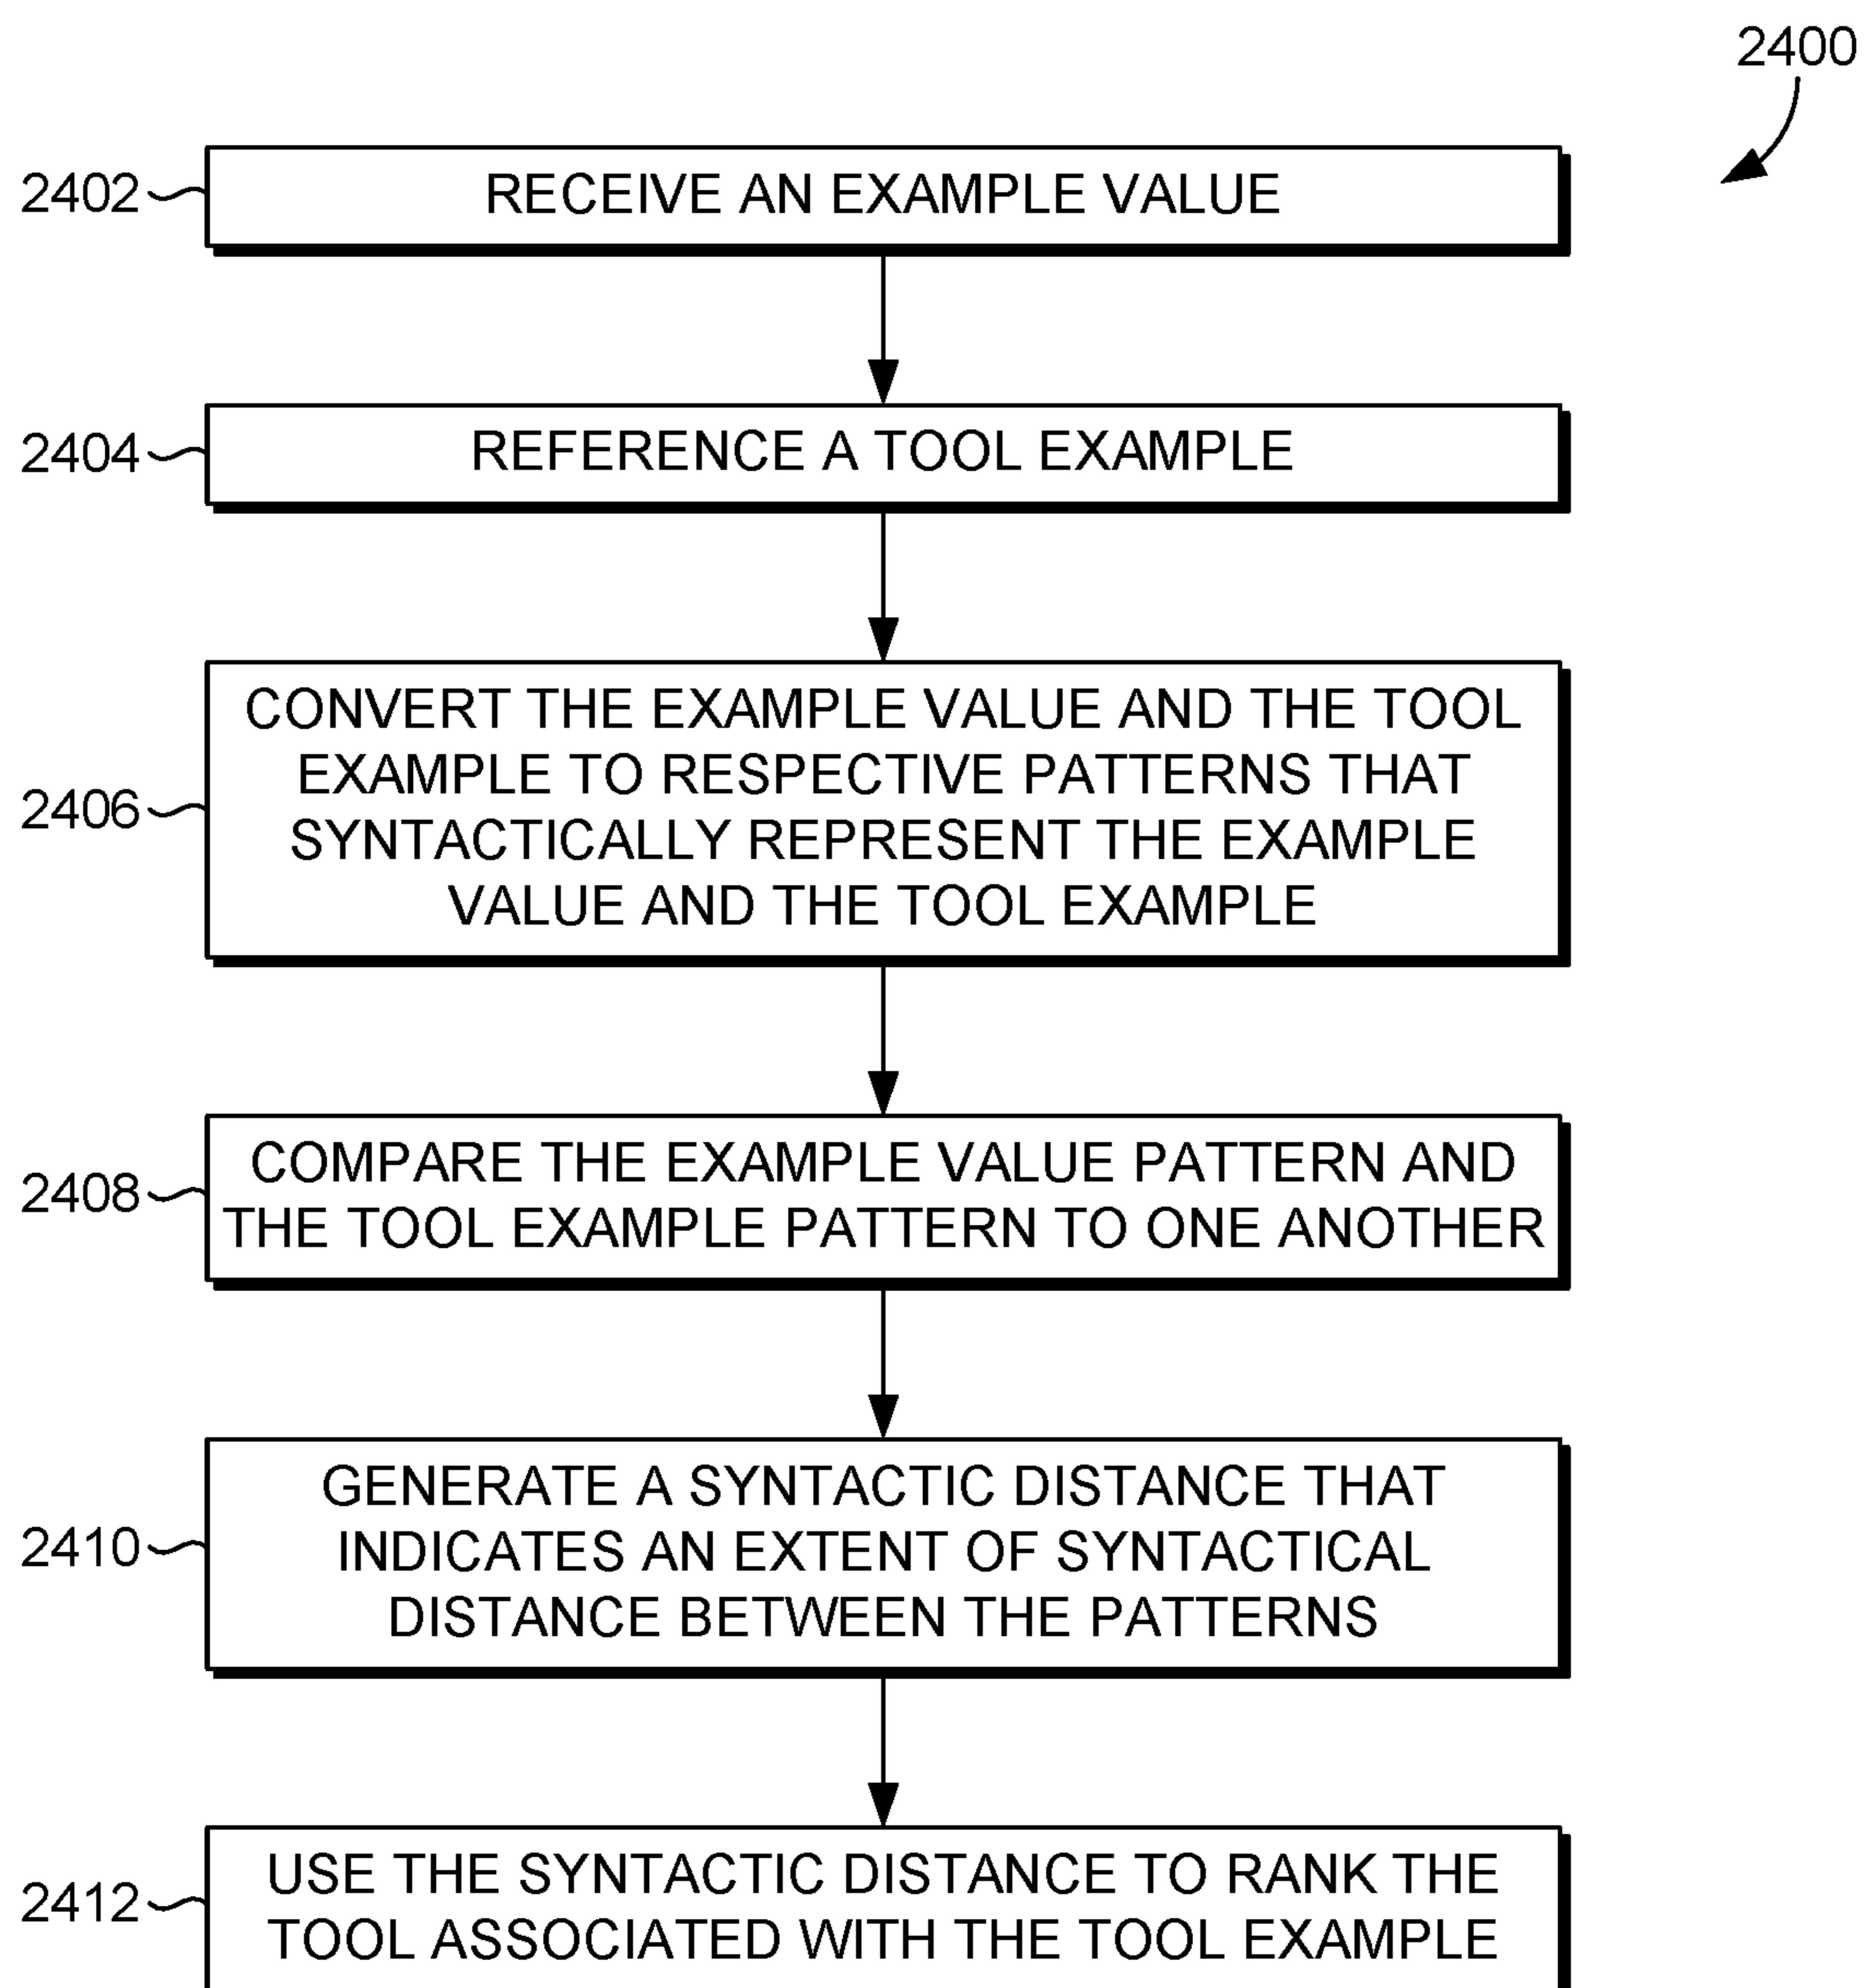 2400
2402
RECEIVE AN EXAMPLE VALUE
2404
REFERENCE A TOOL EXAMPLE
2406
CONVERT THE EXAMPLE VALUE AND THE TOOL
EXAMPLE TO RESPECTIVE PATTERNS THAT
SYNTACTICALLY REPRESENT THE EXAMPLE
VALUE AND THE TOOL EXAMPLE
2408
COMPARE THE EXAMPLE VALUE PATTERN AND
THE TOOL EXAMPLE PATTERN TO ONE ANOTHER
2410
GENERATE A SYNTACTIC DISTANCE THAT
INDICATES AN EXTENT OF SYNTACTICAL
DISTANCE BETWEEN THE PATTERNS
2412
USE THE SYNTACTIC DISTANCE TO RANK THE
TOOL ASSOCIATED WITH THE TOOL EXAMPLE